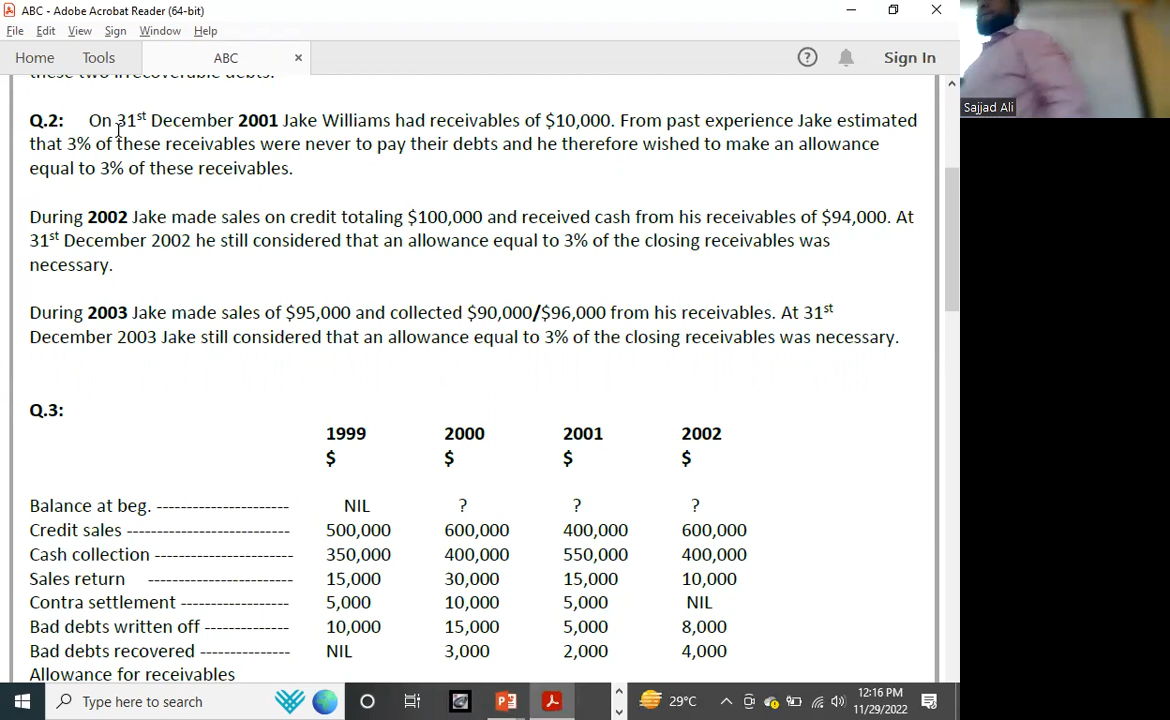 ABC - Adobe Acrobat Reader (64-bit)
File Edit View Sign Window Help
Home Tools ABC × ? Sign In
these two irrecoverable debts.
Q.2: On 31st December 2001 Jake Williams had receivables of $10,000. From past experience Jake estimated
that 3% of these receivables were never to pay their debts and he therefore wished to make an allowance
equal to 3% of these receivables.
During 2002 Jake made sales on credit totaling $100,000 and received cash from his receivables of $94,000. At
31st December 2002 he still considered that an allowance equal to 3% of the closing receivables was
necessary.
During 2003 Jake made sales of $95,000 and collected $90,000/$96,000 from his receivables. At 31st
December 2003 Jake still considered that an allowance equal to 3% of the closing receivables was necessary.
Q.3:
1999 2000 2001 2002
$ $ $ $
Balance at beg. ---------------------- NIL ? ? ?
Credit sales --------------------------- 500,000 600,000 400,000 600,000
Cash collection ----------------------- 350,000 400,000 550,000 400,000
Sales return ------------------------ 15,000 30,000 15,000 10,000
Contra settlement ------------------ 5,000 10,000 5,000 NIL
Bad debts written off -------------- 10,000 15,000 5,000 8,000
Bad debts recovered --------------- NIL 3,000 2,000 4,000
Allowance for receivables
Sajjad Ali
Type here to search
29°C
12:16 PM
11/29/2022